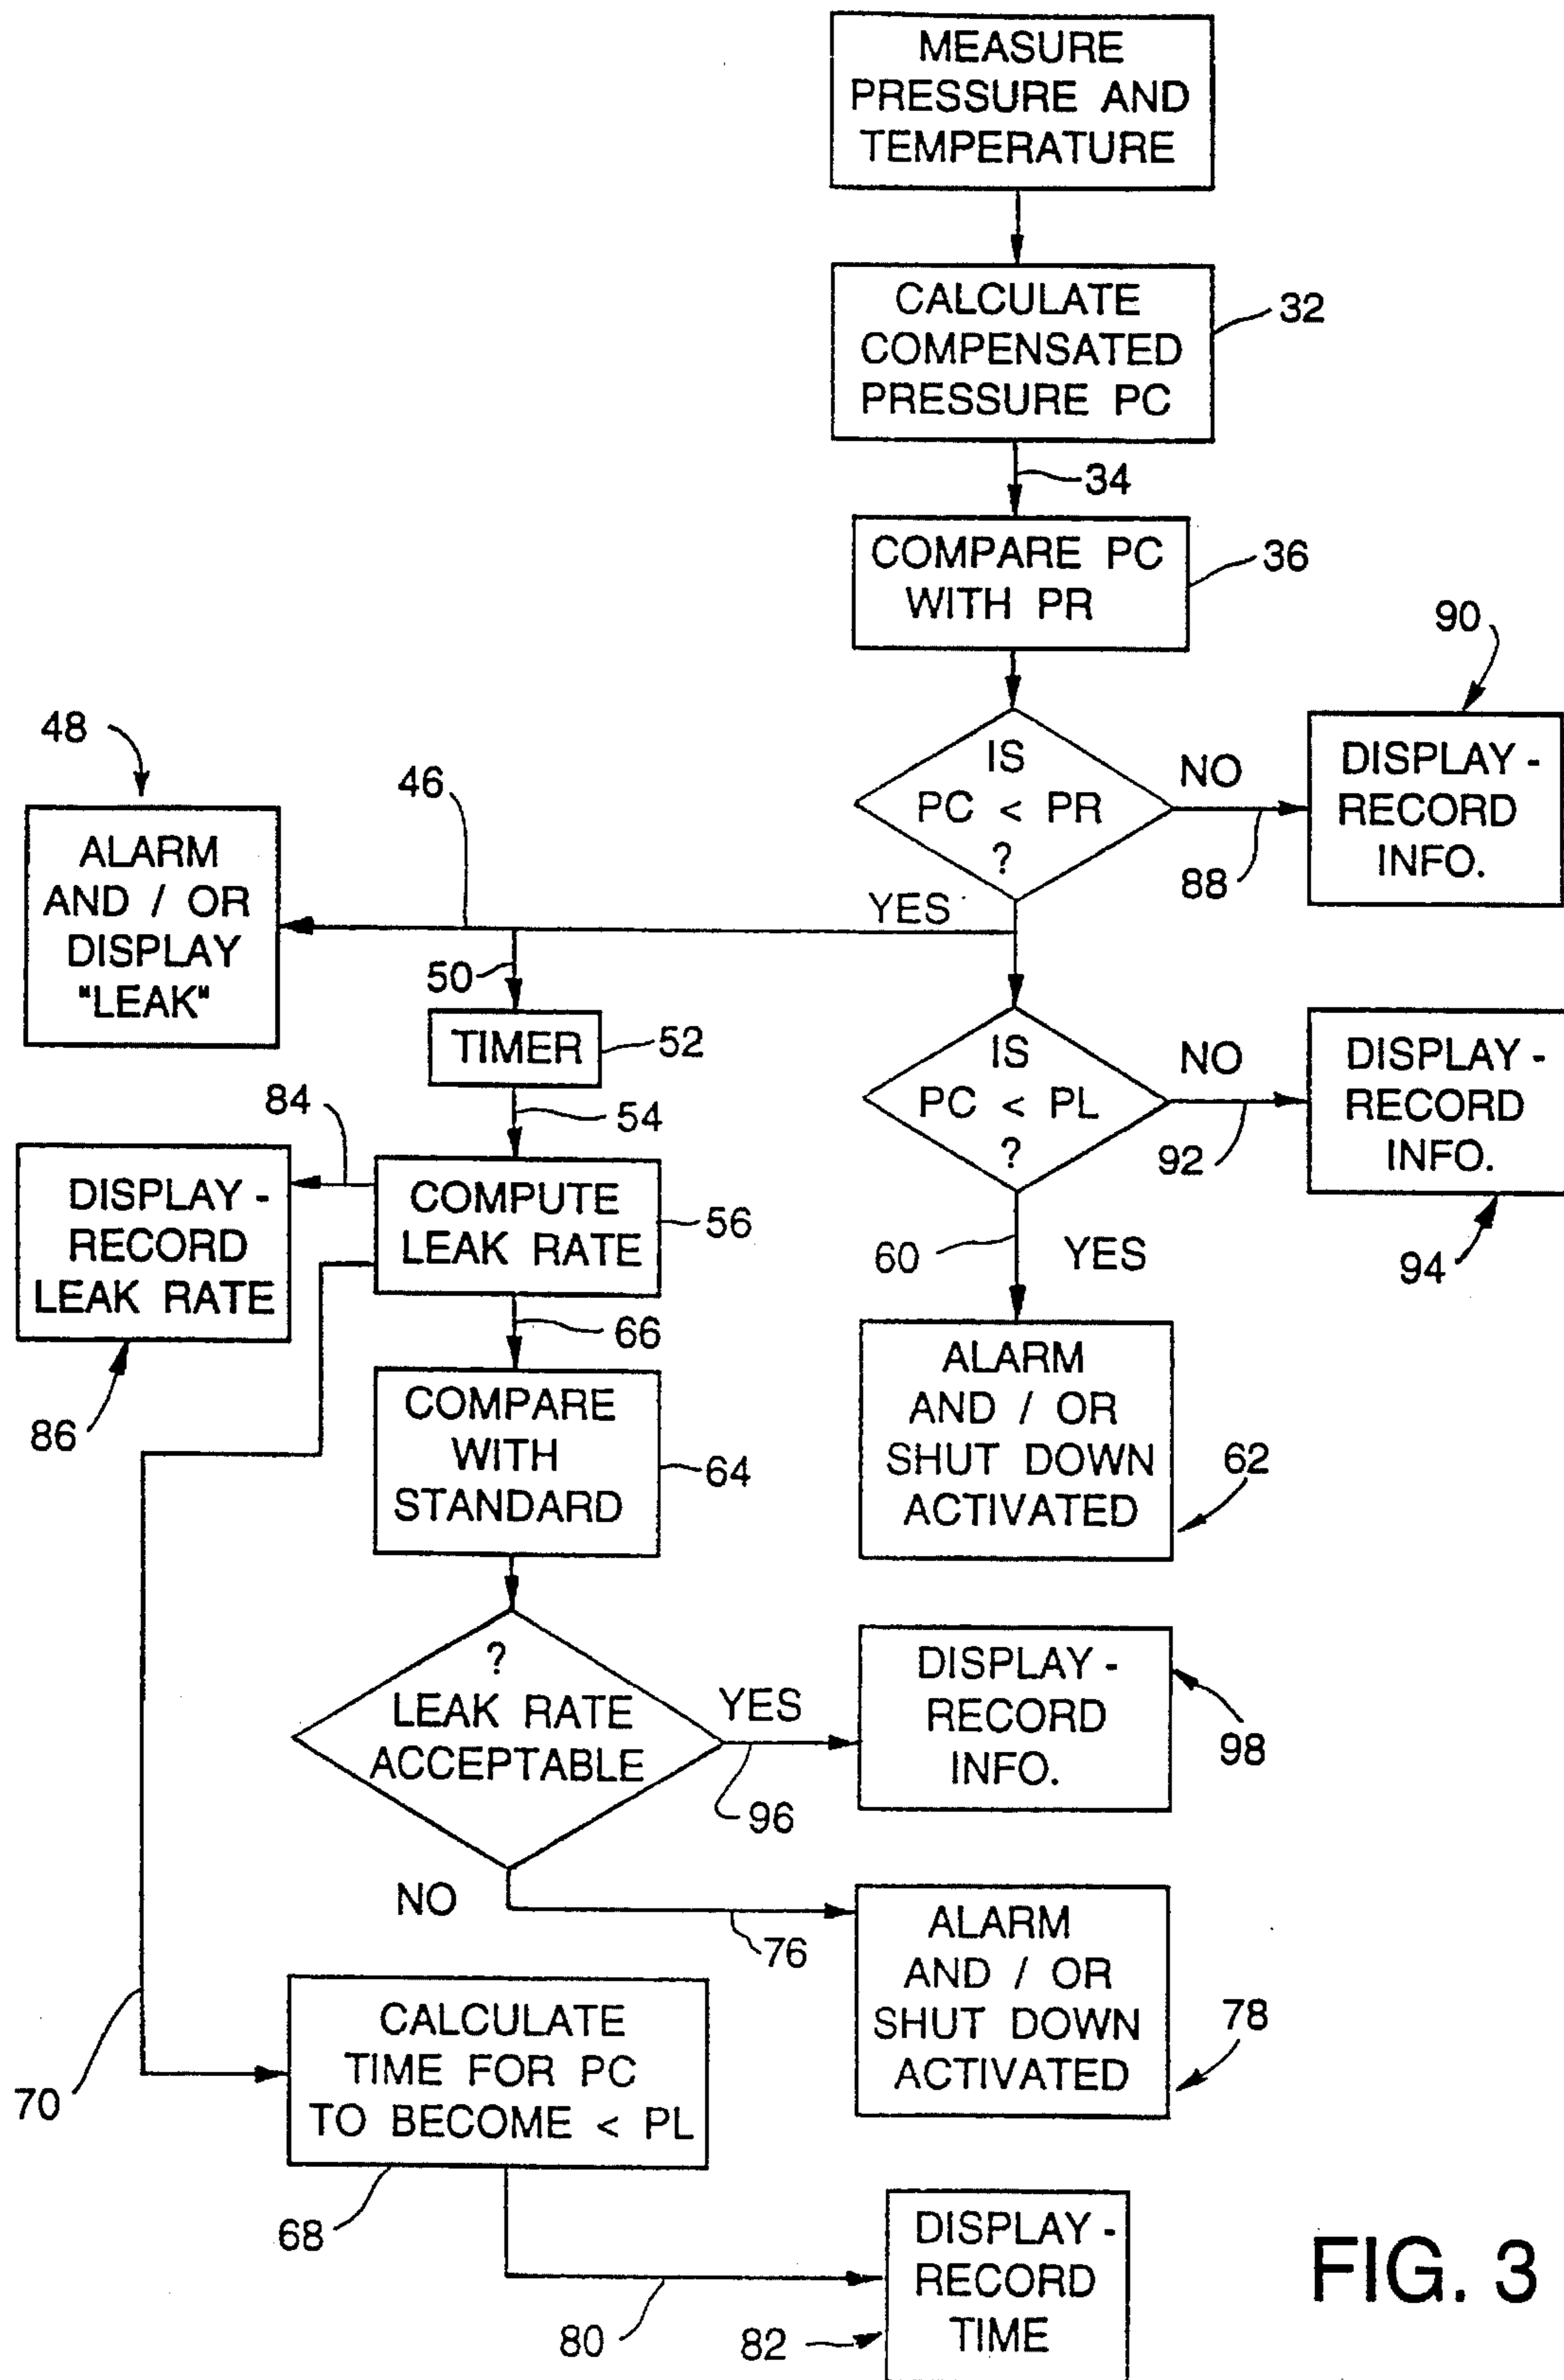 MEASURE
PRESSURE AND
TEMPERATURE
CALCULATE
COMPENSATED
PRESSURE PC
32
34
COMPARE PC
WITH PR
36
90
IS
PC < PR
?
NO
88
DISPLAY -
RECORD
INFO.
48
46
YES
ALARM
AND / OR
DISPLAY
"LEAK"
50
TIMER
52
54
IS
PC < PL
?
NO
92
DISPLAY -
RECORD
INFO.
94
84
DISPLAY -
RECORD
LEAK RATE
86
COMPUTE
LEAK RATE
56
60
YES
66
ALARM
AND / OR
SHUT DOWN
ACTIVATED
62
COMPARE
WITH
STANDARD
64
?
LEAK RATE
ACCEPTABLE
YES
96
DISPLAY -
RECORD
INFO.
98
NO
76
ALARM
AND / OR
SHUT DOWN
ACTIVATED
78
70
CALCULATE
TIME FOR PC
TO BECOME < PL
68
80
82
DISPLAY -
RECORD
TIME
FIG. 3